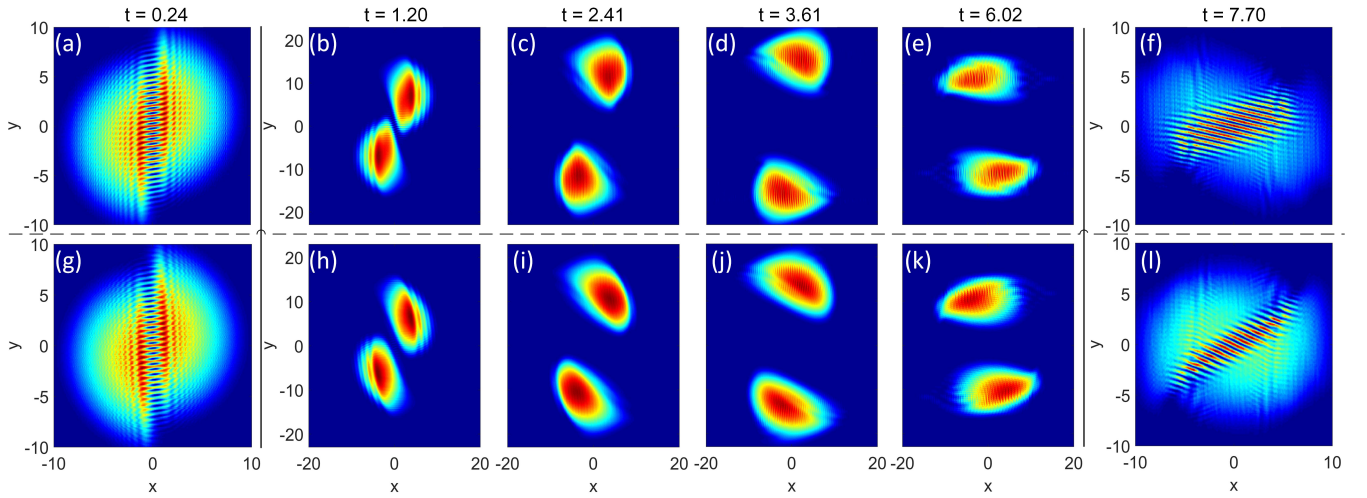 t = 0.24 t = 1.20 t = 2.41 t = 3.61 t = 6.02 t = 7.70
(a) (b) (c) (d) (e) (f)
10 20 10
5 10 5
y 0 y 0 y 0
-5 -10 -5
-10 -20 -10
(g) (h) (i) (j) (k) (l)
10 20 10
5 10 5
y 0 y 0 y 0
-5 -10 -5
-10 -20 -10
-10 0 10 -20 0 20 -20 0 20 -20 0 20 -20 0 20 -10 0 10
x x x x x x